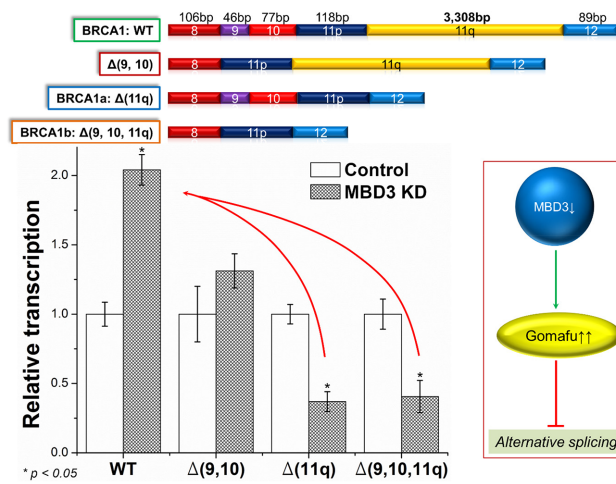 106bp 46bp 77bp 118bp 3,308bp 89bp
BRCA1: WT 8 9 10 11p 11q 12
Δ(9, 10) 8 11p 11q 12
BRCA1a: Δ(11q) 8 9 10 11p 12
BRCA1b: Δ(9, 10, 11q) 8 11p 12
Relative transcription
2.0
1.5
1.0
0.5
0.0
*
*
*
Control
MBD3 KD
WT Δ(9,10) Δ(11q) Δ(9,10,11q)
* p < 0.05
MBD3↓
Gomafu↑↑
Alternative splicing